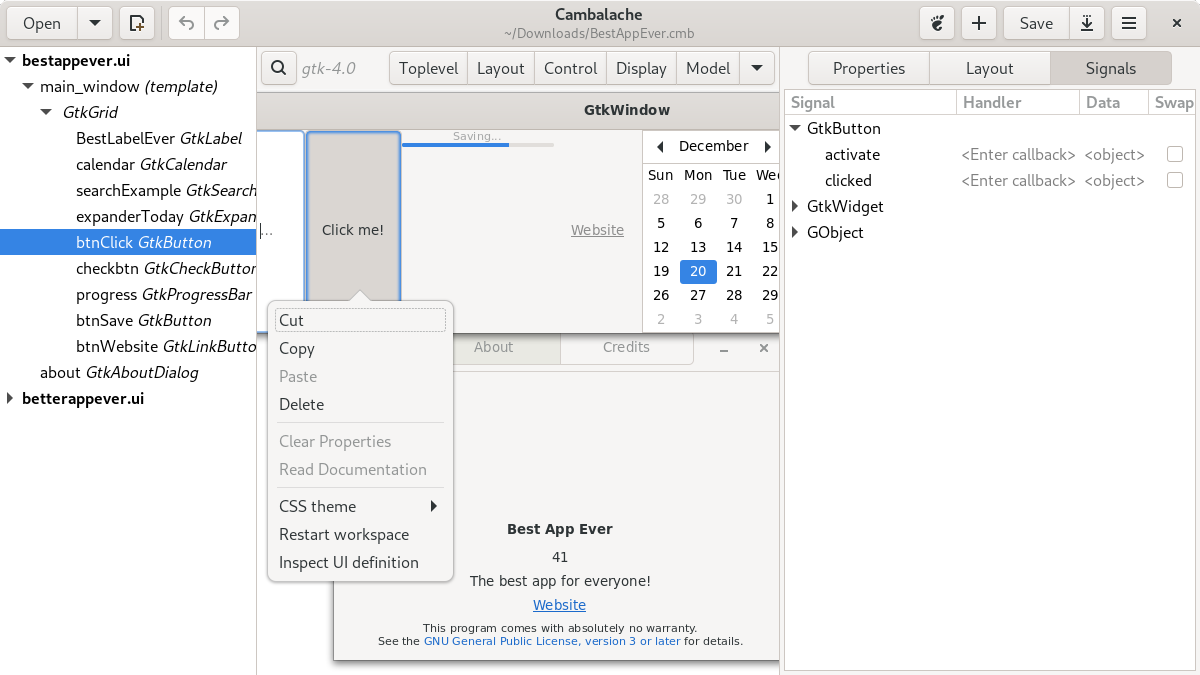 Open
Cambalache
~/Downloads/BestAppEver.cmb
Save
bestappever.ui
main_window (template)
GtkGrid
BestLabelEver GtkLabel
calendar GtkCalendar
searchExample GtkSearch
expanderToday GtkExpan
btnClick GtkButton
checkbtn GtkCheckButton
progress GtkProgressBar
btnSave GtkButton
btnWebsite GtkLinkButto
about GtkAboutDialog
betterappever.ui
gtk-4.0
Toplevel Layout Control Display Model
GtkWindow
...
Click me!
Saving...
Website
December
Sun Mon Tue Wed
28 29 30 1
5 6 7 8
12 13 14 15
19 20 21 22
26 27 28 29
2 3 4 5
Cut
Copy
Paste
Delete
Clear Properties
Read Documentation
CSS theme
Restart workspace
Inspect UI definition
About Credits
Best App Ever
41
The best app for everyone!
Website
This program comes with absolutely no warranty.
See the GNU General Public License, version 3 or later for details.
Properties Layout Signals
Signal Handler Data Swap
GtkButton
activate <Enter callback> <object>
clicked <Enter callback> <object>
GtkWidget
GObject